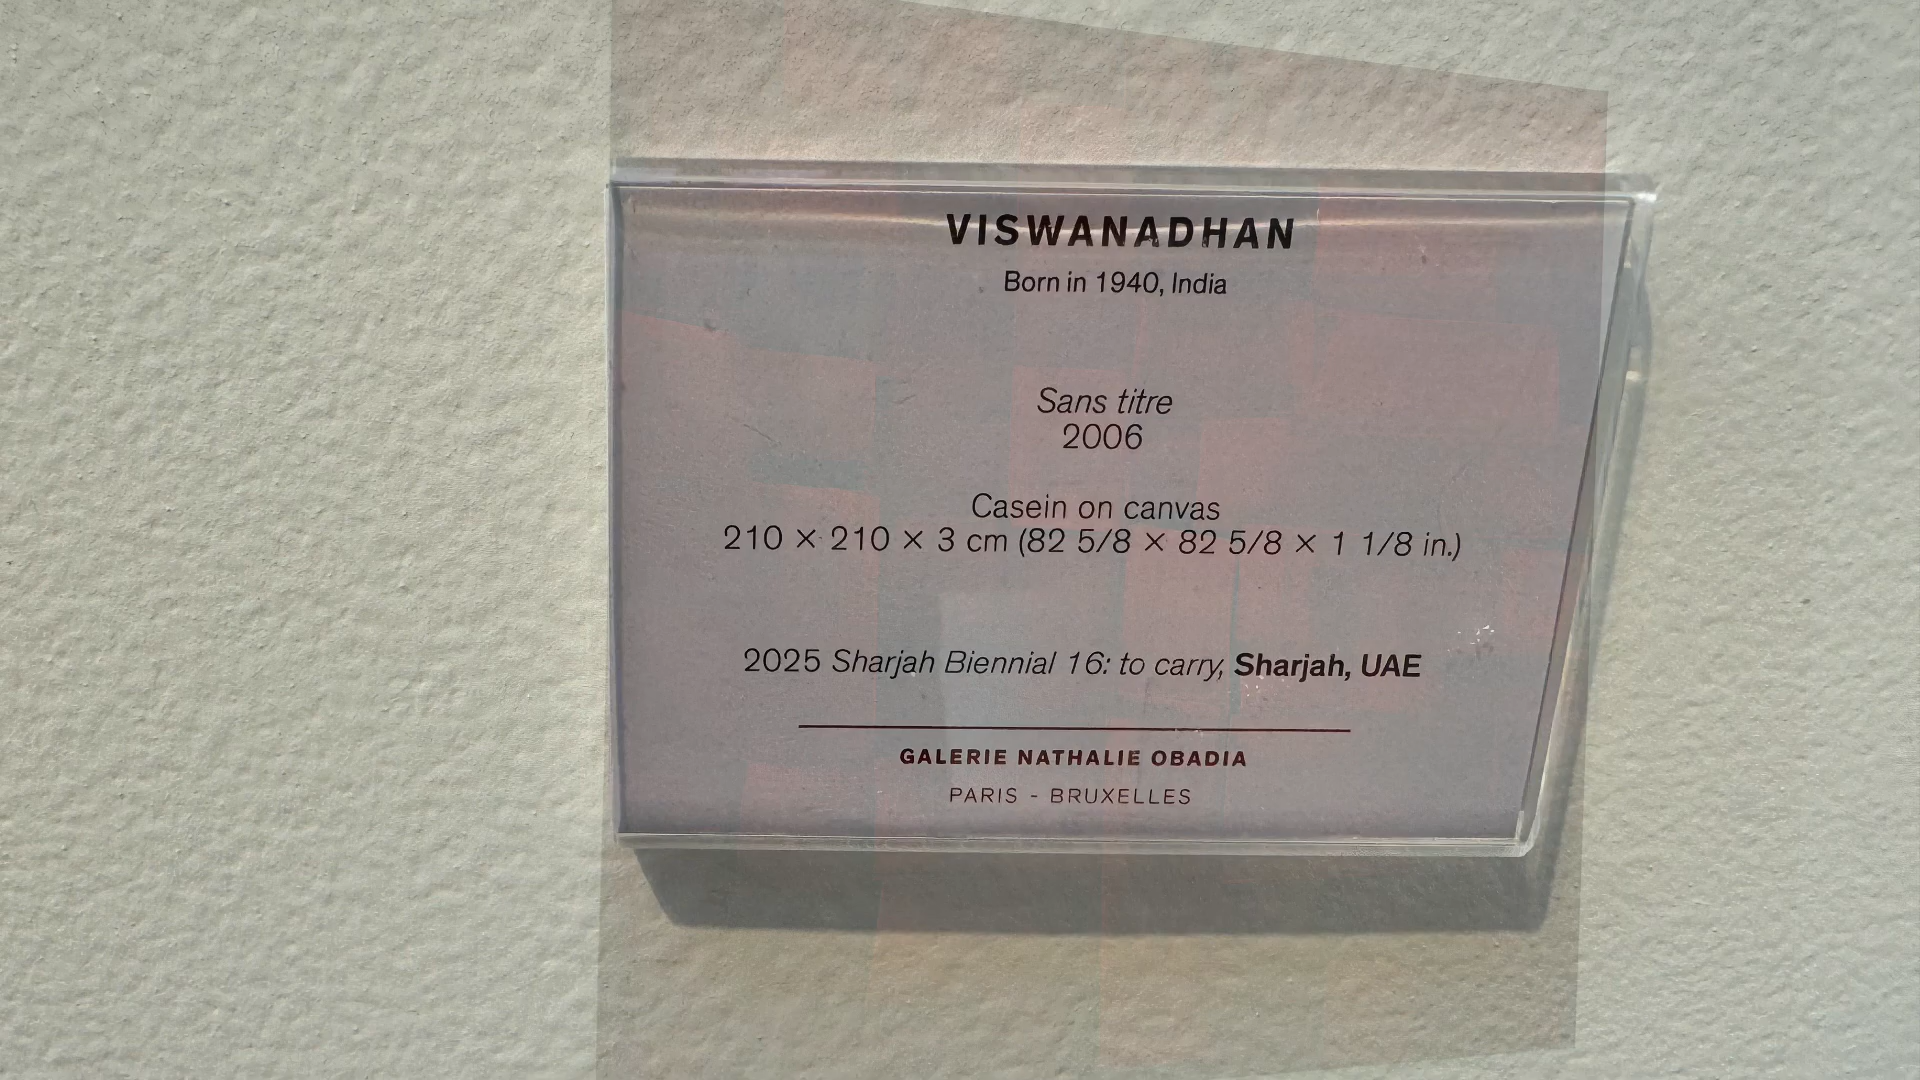 VISWANADHAN
Born in 1940, India
Sans titre
2006
Casein on canvas
210 × 210 × 3 cm (82 5/8 × 82 5/8 × 1 1/8 in.)
2025 Sharjah Biennial 16: to carry, Sharjah, UAE
GALERIE NATHALIE OBADIA
PARIS - BRUXELLES